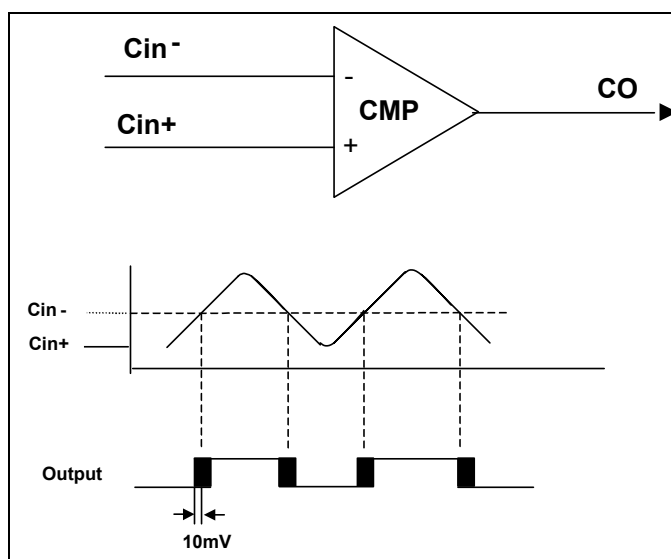 Cin-
-
CO
CMP
Cin+
+
Cin -
Cin+
Output
10mV